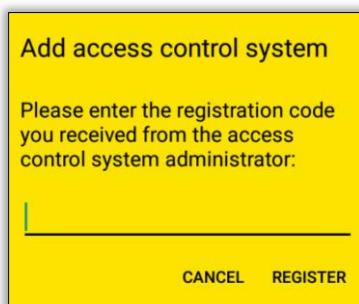 Add access control system
Please enter the registration code
you received from the access
control system administrator:
CANCEL REGISTER